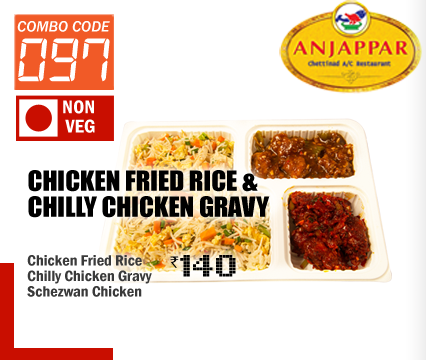 COMBO CODE
097
NON
VEG
ANJAPPAR
Chettinad A/C Restaurant
CHICKEN FRIED RICE &
CHILLY CHICKEN GRAVY
Chicken Fried Rice
Chilly Chicken Gravy
Schezwan Chicken
₹140